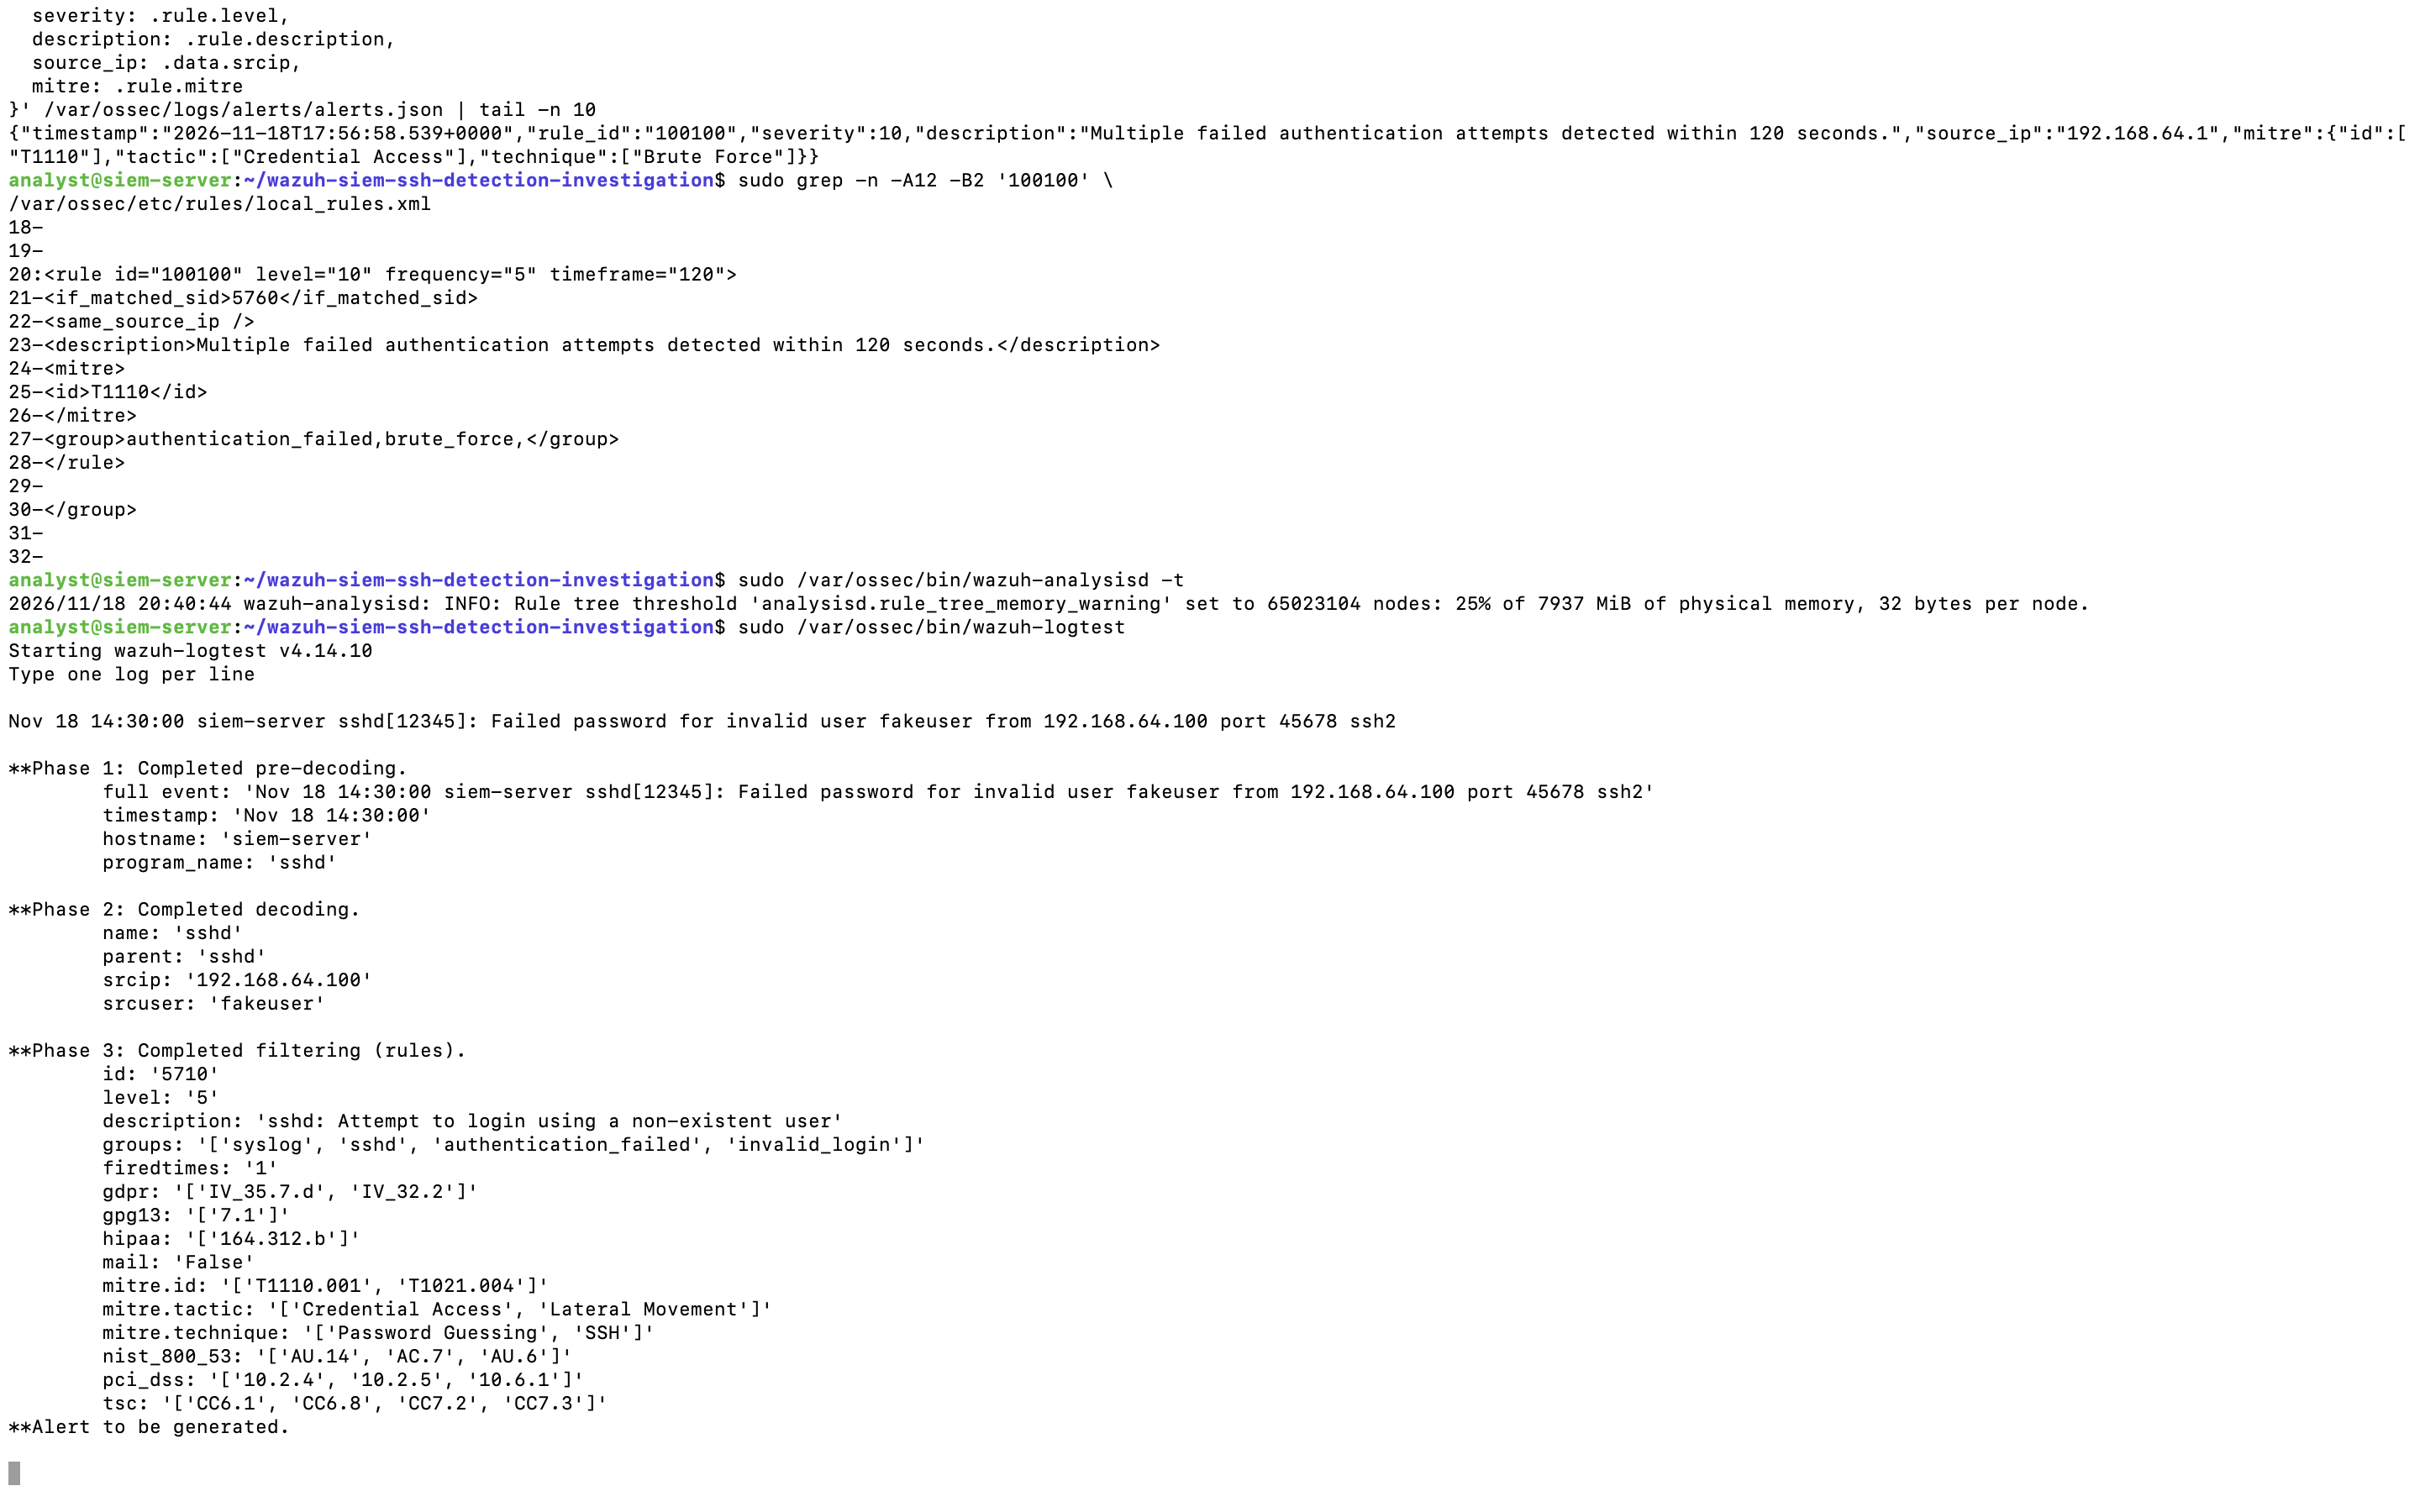 severity: .rule.level,
  description: .rule.description,
  source_ip: .data.srcip,
  mitre: .rule.mitre
}' /var/ossec/logs/alerts/alerts.json | tail -n 10
{"timestamp":"2026-11-18T17:56:58.539+0000","rule_id":"100100","severity":10,"description":"Multiple failed authentication attempts detected within 120 seconds.","source_ip":"192.168.64.1","mitre":{"id":[
"T1110"],"tactic":["Credential Access"],"technique":["Brute Force"]}}
analyst@siem-server:~/wazuh-siem-ssh-detection-investigation$ sudo grep -n -A12 -B2 '100100' \
/var/ossec/etc/rules/local_rules.xml
18-
19-
20:<rule id="100100" level="10" frequency="5" timeframe="120">
21-<if_matched_sid>5760</if_matched_sid>
22-<same_source_ip />
23-<description>Multiple failed authentication attempts detected within 120 seconds.</description>
24-<mitre>
25-<id>T1110</id>
26-</mitre>
27-<group>authentication_failed,brute_force,</group>
28-</rule>
29-
30-</group>
31-
32-
analyst@siem-server:~/wazuh-siem-ssh-detection-investigation$ sudo /var/ossec/bin/wazuh-analysisd -t
2026/11/18 20:40:44 wazuh-analysisd: INFO: Rule tree threshold 'analysisd.rule_tree_memory_warning' set to 65023104 nodes: 25% of 7937 MiB of physical memory, 32 bytes per node.
analyst@siem-server:~/wazuh-siem-ssh-detection-investigation$ sudo /var/ossec/bin/wazuh-logtest
Starting wazuh-logtest v4.14.10
Type one log per line

Nov 18 14:30:00 siem-server sshd[12345]: Failed password for invalid user fakeuser from 192.168.64.100 port 45678 ssh2

**Phase 1: Completed pre-decoding.
        full event: 'Nov 18 14:30:00 siem-server sshd[12345]: Failed password for invalid user fakeuser from 192.168.64.100 port 45678 ssh2'
        timestamp: 'Nov 18 14:30:00'
        hostname: 'siem-server'
        program_name: 'sshd'

**Phase 2: Completed decoding.
        name: 'sshd'
        parent: 'sshd'
        srcip: '192.168.64.100'
        srcuser: 'fakeuser'

**Phase 3: Completed filtering (rules).
        id: '5710'
        level: '5'
        description: 'sshd: Attempt to login using a non-existent user'
        groups: '['syslog', 'sshd', 'authentication_failed', 'invalid_login']'
        firedtimes: '1'
        gdpr: '['IV_35.7.d', 'IV_32.2']'
        gpg13: '['7.1']'
        hipaa: '['164.312.b']'
        mail: 'False'
        mitre.id: '['T1110.001', 'T1021.004']'
        mitre.tactic: '['Credential Access', 'Lateral Movement']'
        mitre.technique: '['Password Guessing', 'SSH']'
        nist_800_53: '['AU.14', 'AC.7', 'AU.6']'
        pci_dss: '['10.2.4', '10.2.5', '10.6.1']'
        tsc: '['CC6.1', 'CC6.8', 'CC7.2', 'CC7.3']'
**Alert to be generated.